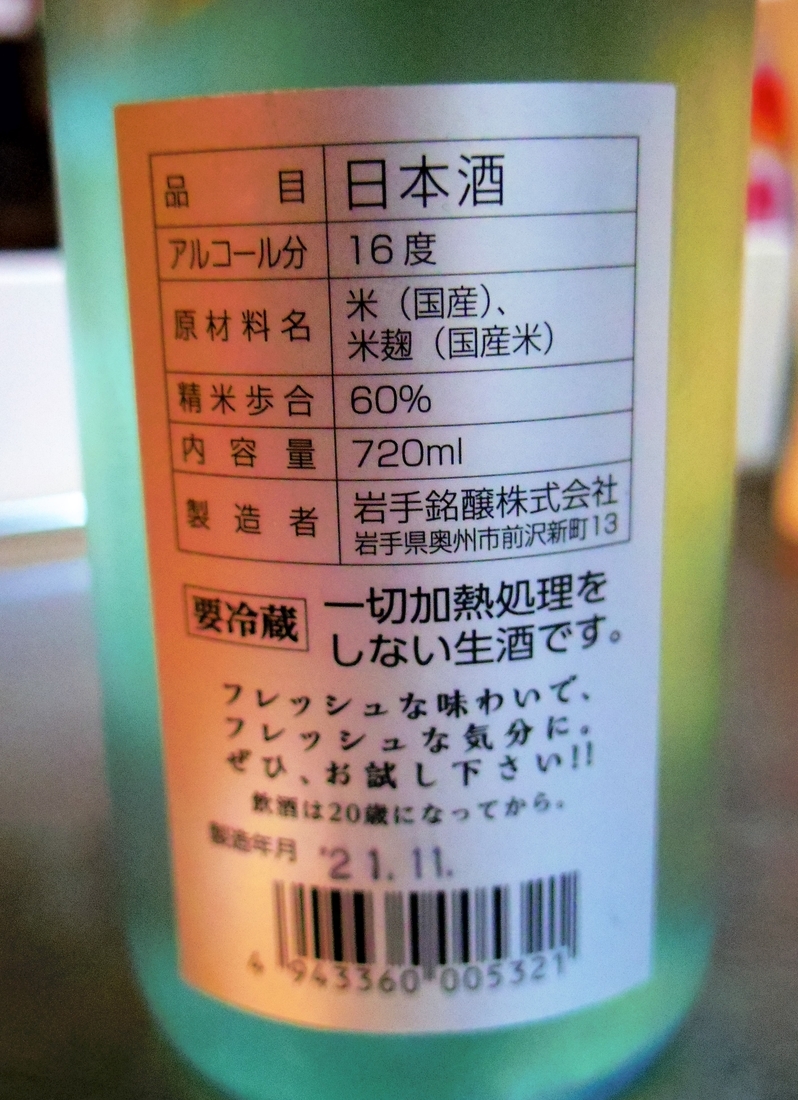 品目 日本酒
アルコール分 16度
原材料名 米（国産）、
米麹（国産米）
精米歩合 60%
内容量 720ml
製造者 岩手銘醸株式会社
岩手県奥州市前沢新町13
要冷蔵 一切加熱処理を
しない生酒です。
フレッシュな味わいで、
フレッシュな気分に。
ぜひ、お試し下さい!!
飲酒は20歳になってから。
製造年月 '21.11.
4 943360 005321